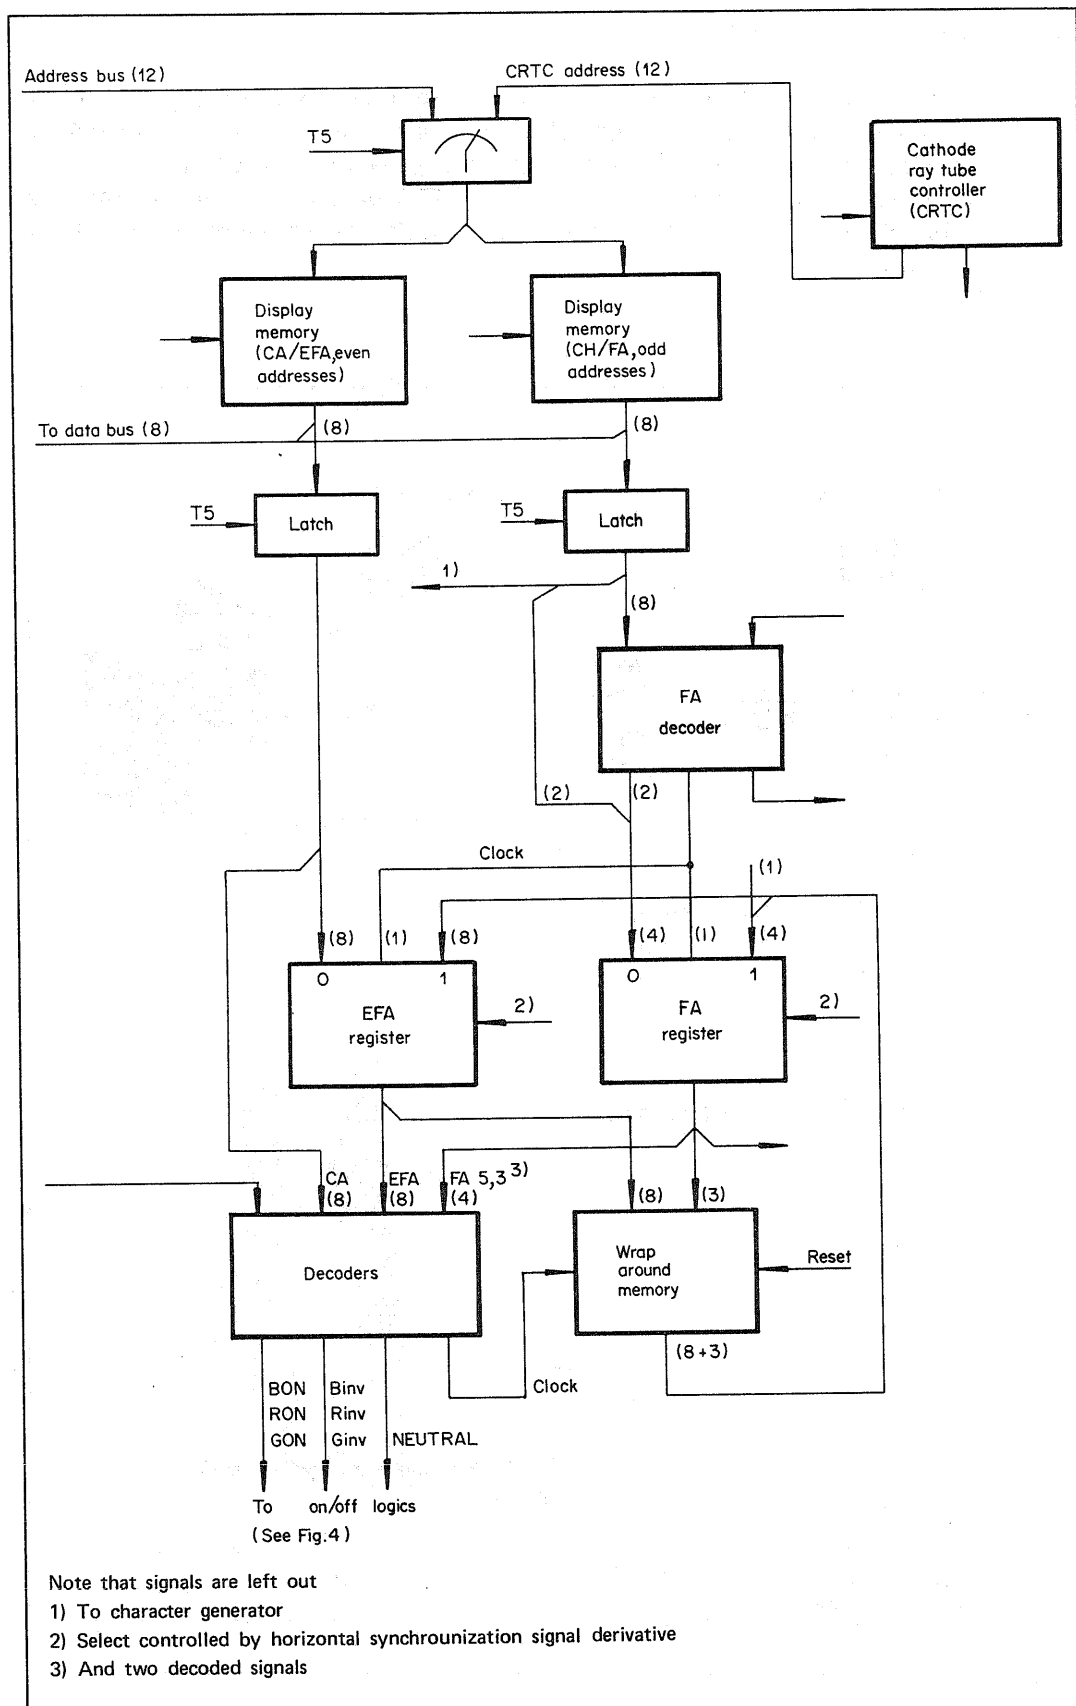 Address bus (12)
CRTC address (12)
T5
Cathode
ray tube
controller
(CRTC)
Display
memory
(CA/EFA,even
addresses)
Display
memory
(CH/FA,odd
addresses)
To data bus (8)
(8)
(8)
T5
Latch
T5
Latch
1)
(8)
FA
decoder
(2)
(2)
Clock
(1)
(8)
(1)
(8)
(4)
(1)
(4)
0
1
EFA
register
2)
0
1
FA
register
2)
CA
(8)
EFA
(8)
FA 5,3 3)
(4)
(8)
(3)
Decoders
Wrap
around
memory
Reset
(8+3)
Clock
BON
RON
GON
Binv
Rinv
Ginv
NEUTRAL
To on/off logics
(See Fig.4)
Note that signals are left out
1) To character generator
2) Select controlled by horizontal synchrounization signal derivative
3) And two decoded signals